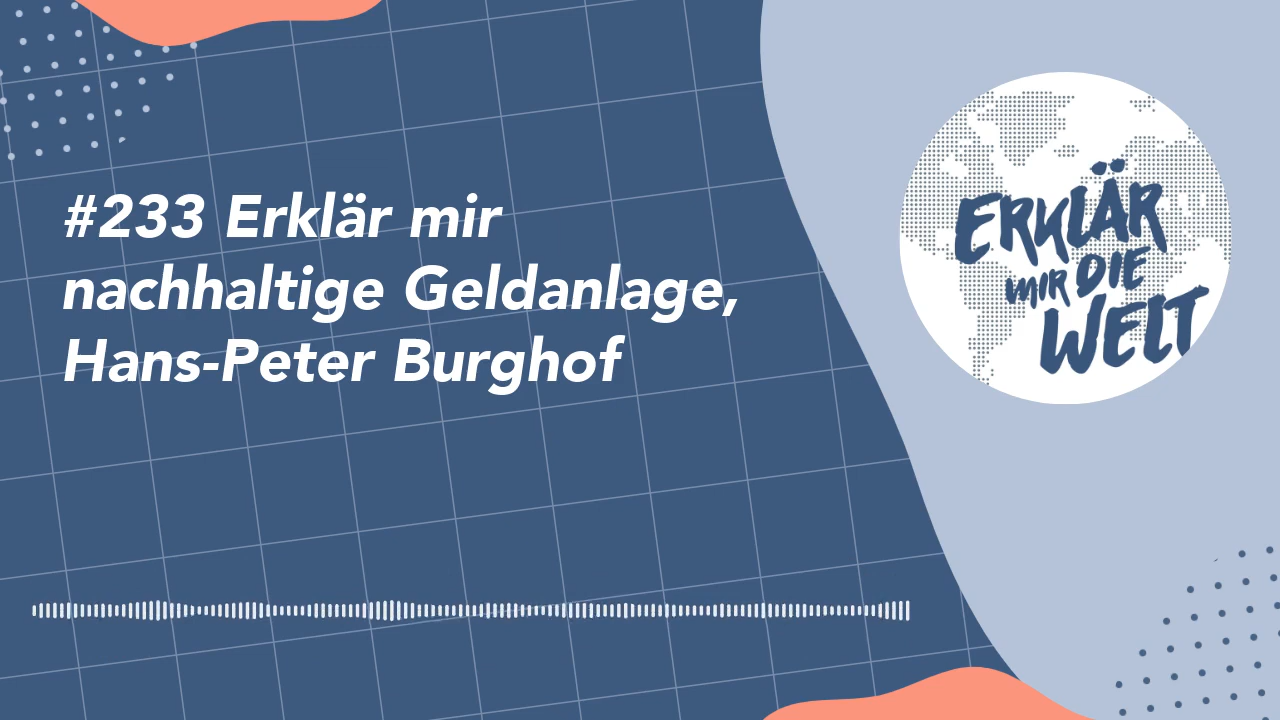 #233 Erklär mir
nachhaltige Geldanlage,
Hans-Peter Burghof
ERKLÄR
MIR DIE
WELT